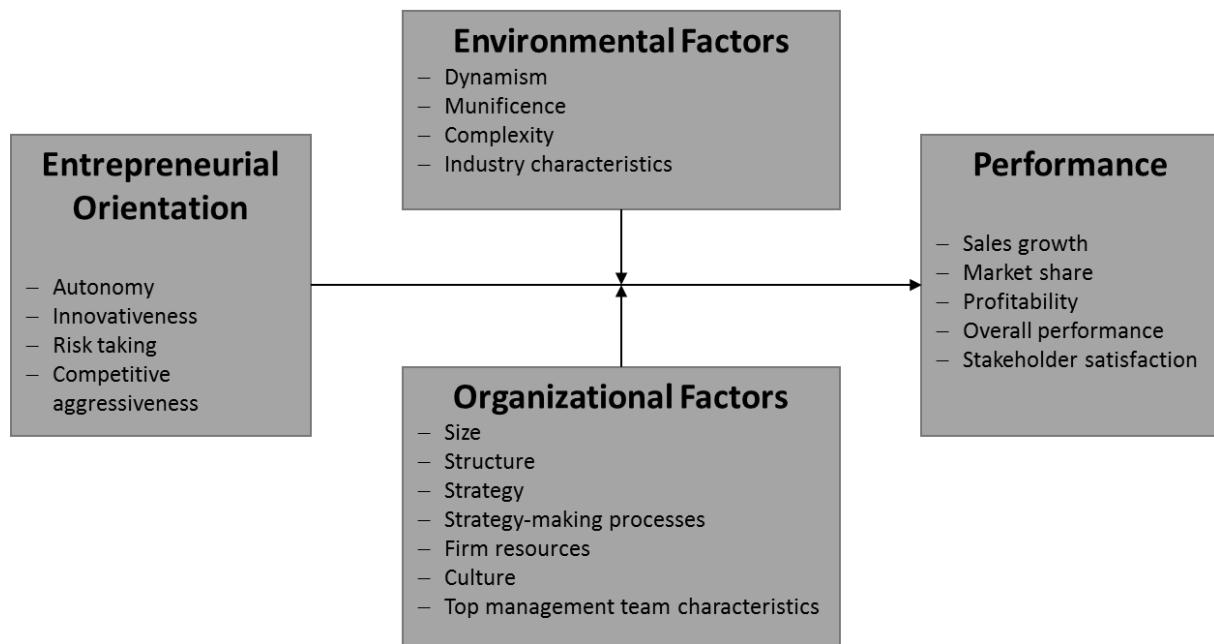 Environmental Factors
– Dynamism
– Munificence
– Complexity
– Industry characteristics
Entrepreneurial
Orientation
– Autonomy
– Innovativeness
– Risk taking
– Competitive
aggressiveness
Performance
– Sales growth
– Market share
– Profitability
– Overall performance
– Stakeholder satisfaction
Organizational Factors
– Size
– Structure
– Strategy
– Strategy-making processes
– Firm resources
– Culture
– Top management team characteristics